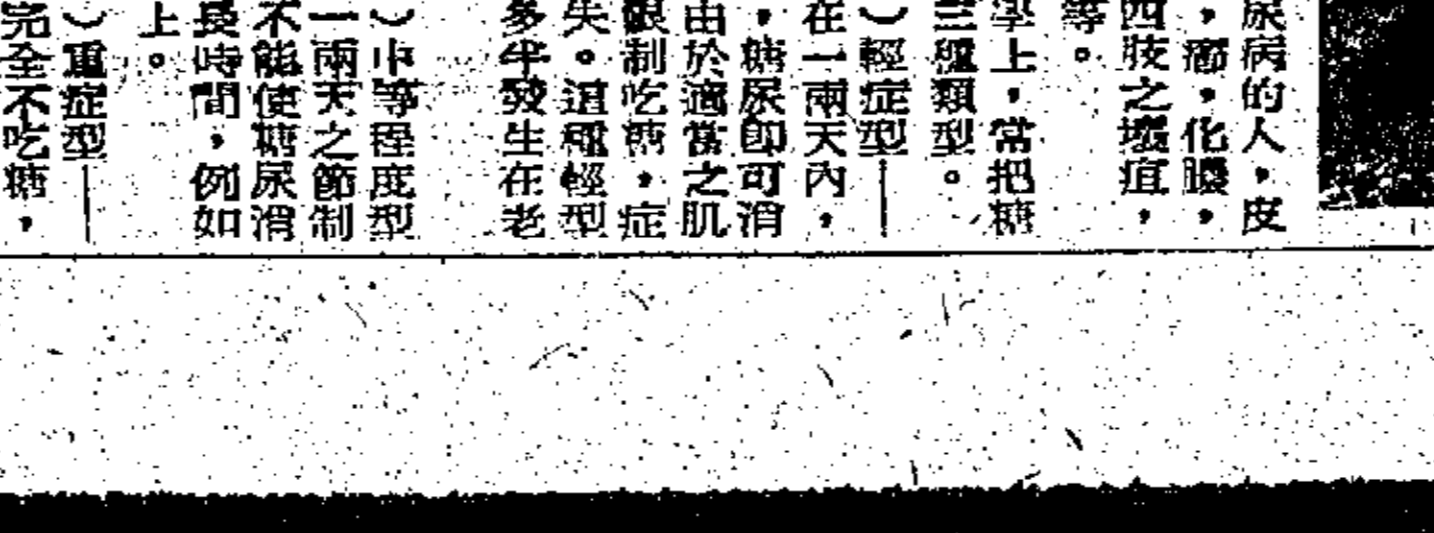 尿病的人，度
，癤，化膿，
四肢之壞疽，
等。
學上，常把糖
三種類型。
）輕症型——
在一兩天內，
，糖尿卽可消
由於適當之肌
限制吃糖，症
失。這種輕型
多半發生在老
）中等程度型
一兩天之節制
不能使糖尿消
長時間，例如
上。
）重症型——
完全不吃糖，